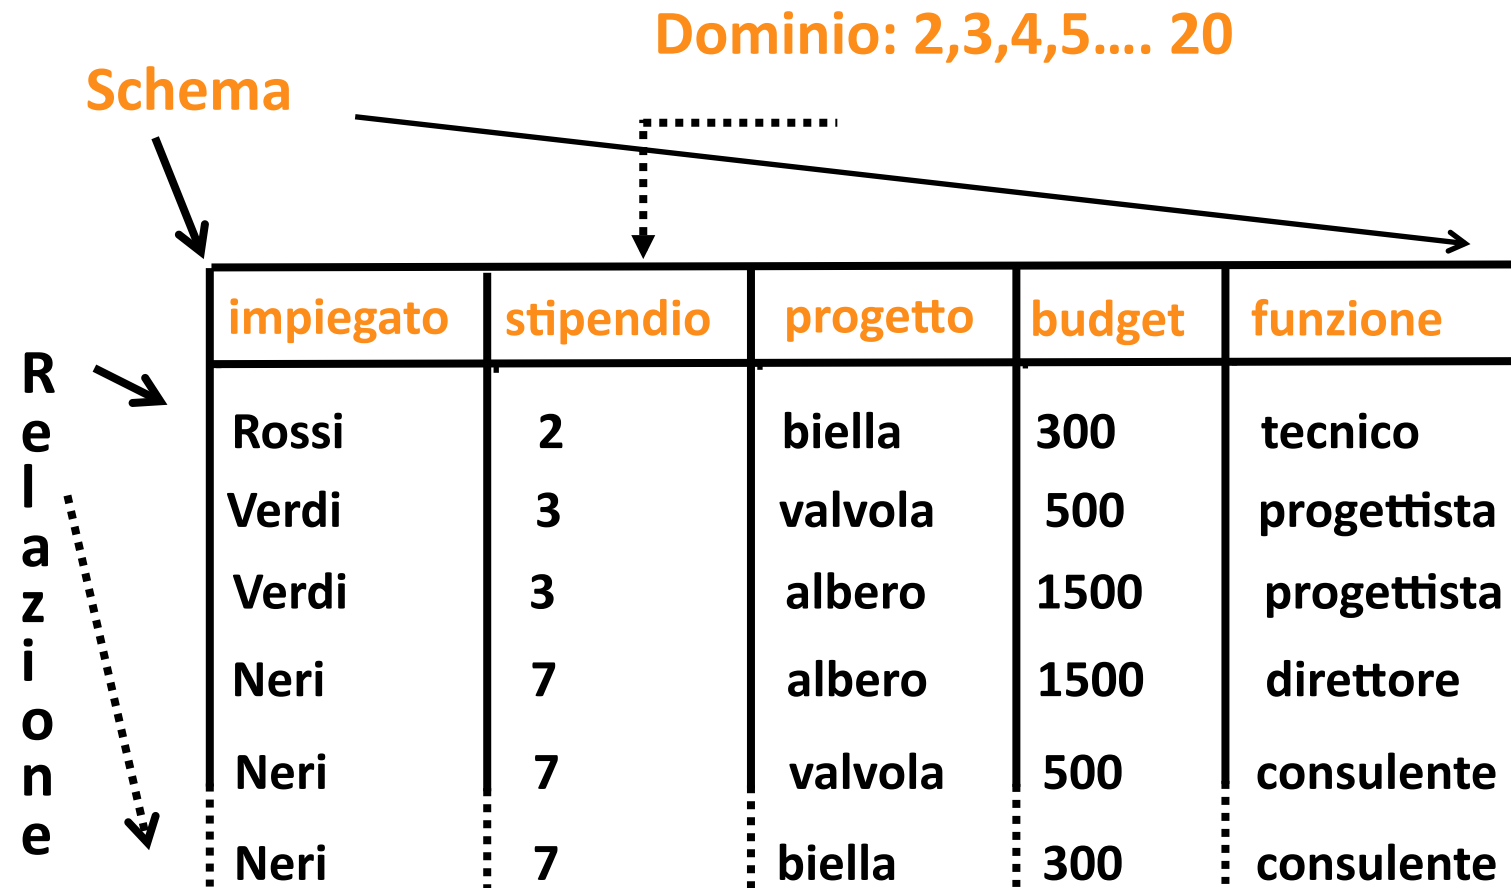 Dominio: 2,3,4,5.... 20
Schema
impiegato stipendio progetto budget funzione
Relazione
Rossi 2 biella 300 tecnico
Verdi 3 valvola 500 progettista
Verdi 3 albero 1500 progettista
Neri 7 albero 1500 direttore
Neri 7 valvola 500 consulente
Neri 7 biella 300 consulente